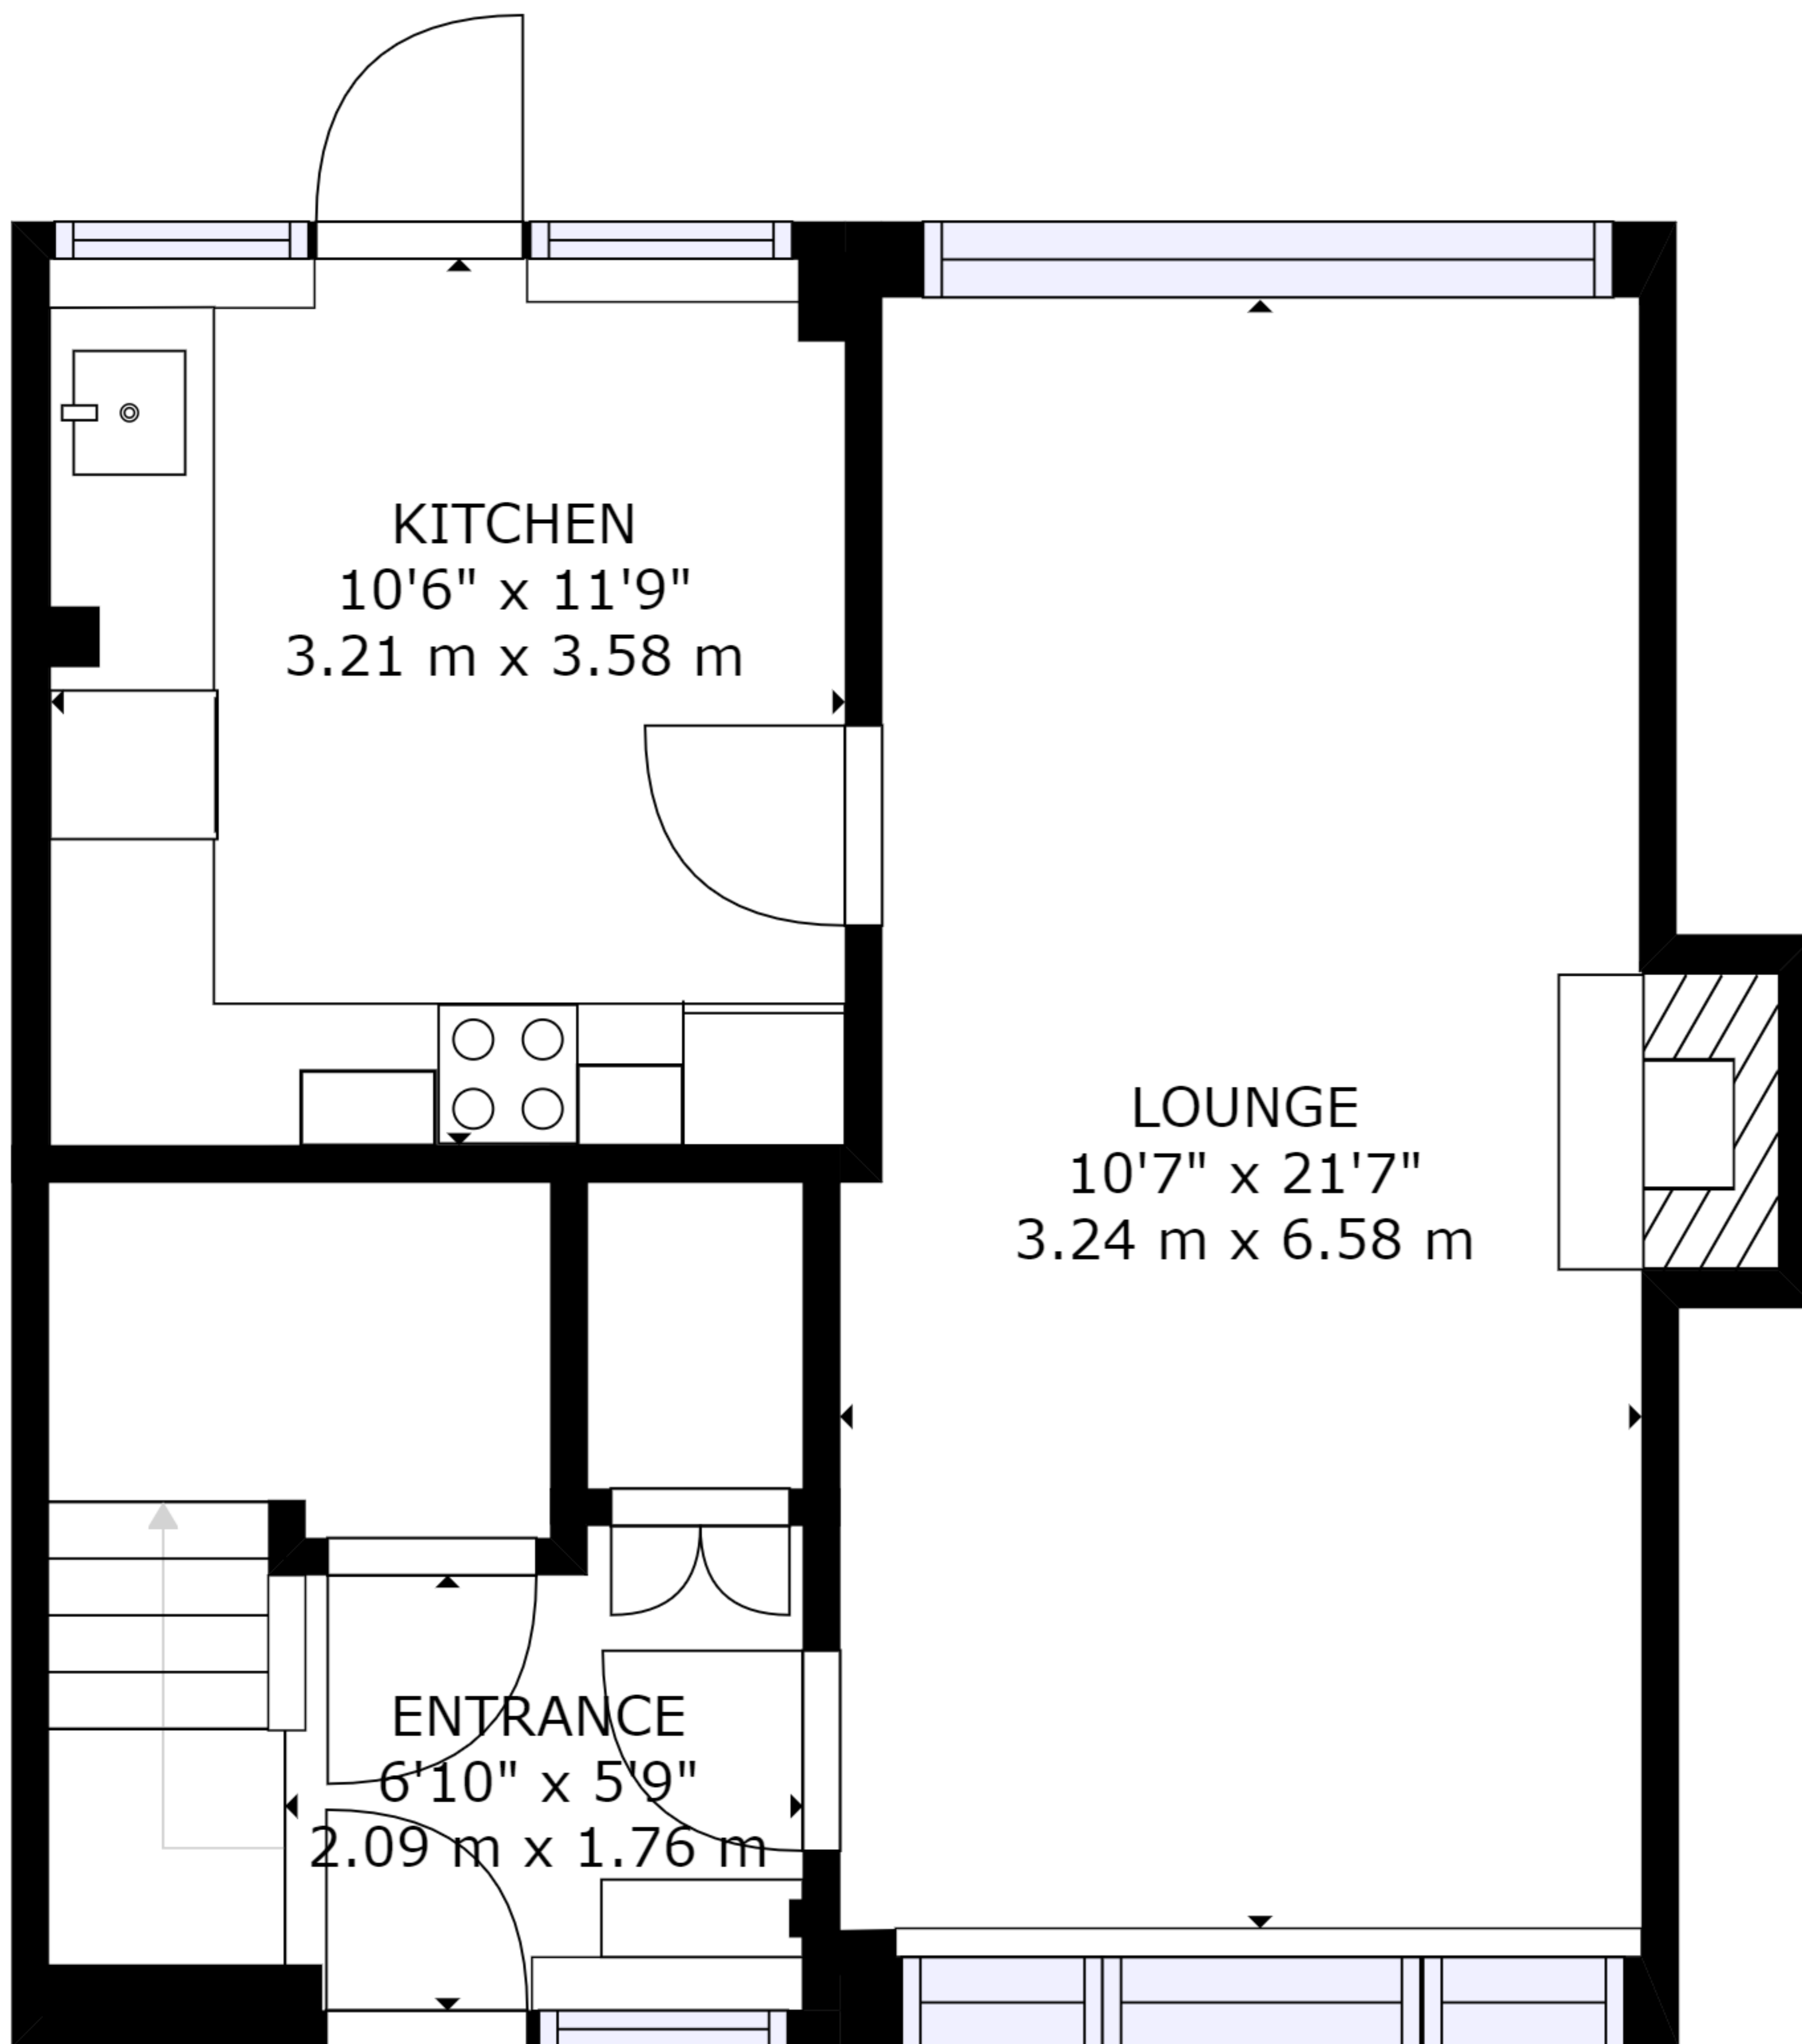 KITCHEN
10'6" x 11'9"
3.21 m x 3.58 m
LOUNGE
10'7" x 21'7"
3.24 m x 6.58 m
ENTRANCE
6'10" x 5'9"
2.09 m x 1.76 m